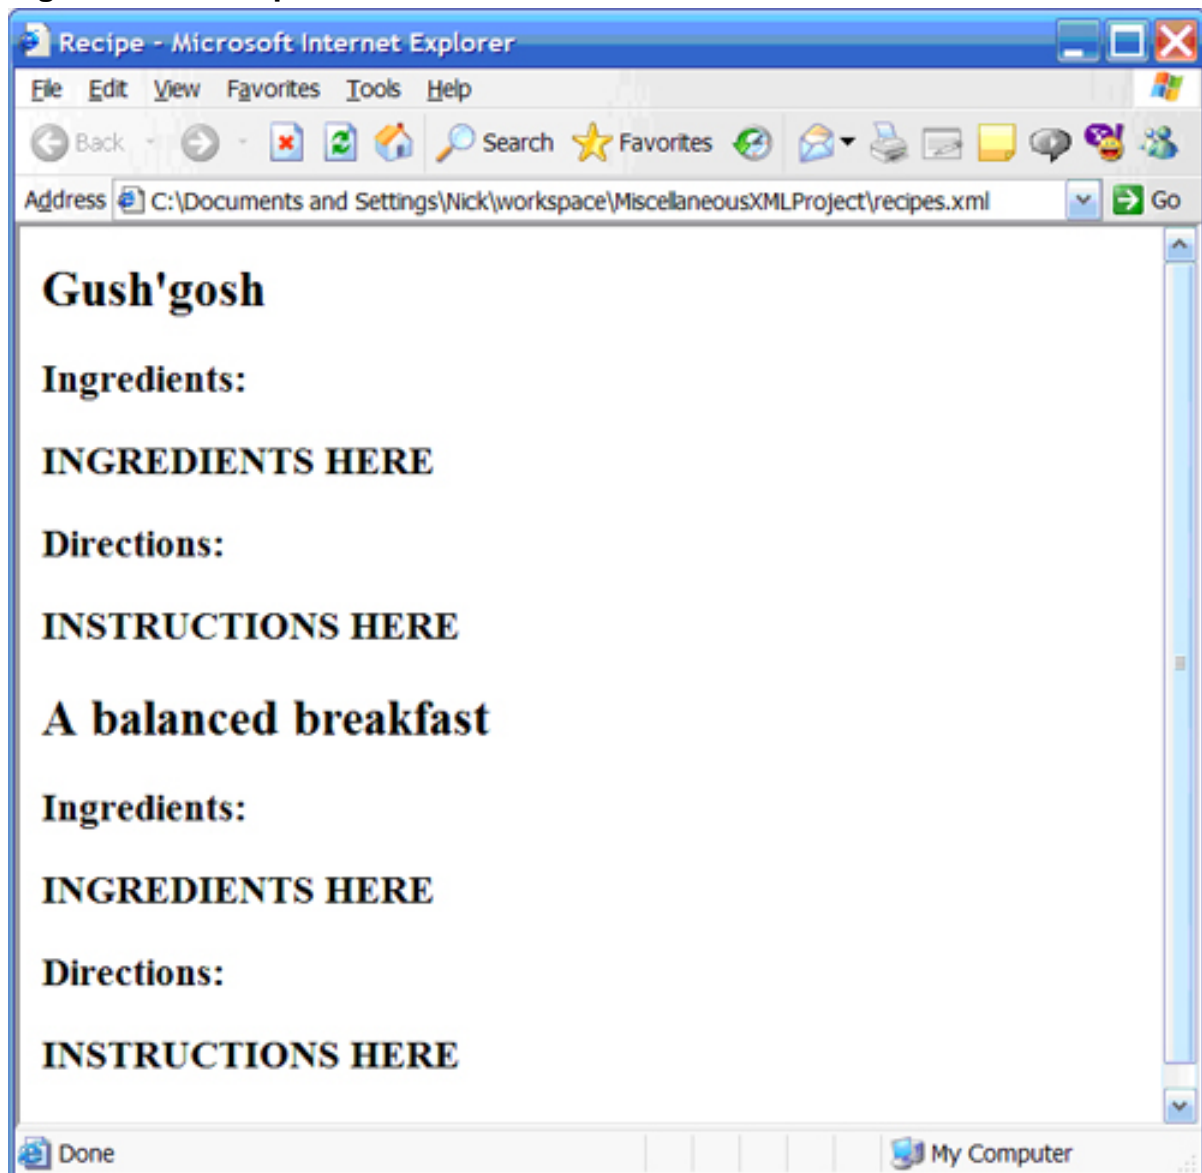 Recipe - Microsoft Internet Explorer
File Edit View Favorites Tools Help
Back Search Favorites
Address C:\Documents and Settings\Nick\workspace\MiscellaneousXMLProject\recipes.xml Go
Gush'gosh
Ingredients:
INGREDIENTS HERE
Directions:
INSTRUCTIONS HERE
A balanced breakfast
Ingredients:
INGREDIENTS HERE
Directions:
INSTRUCTIONS HERE
Done My Computer